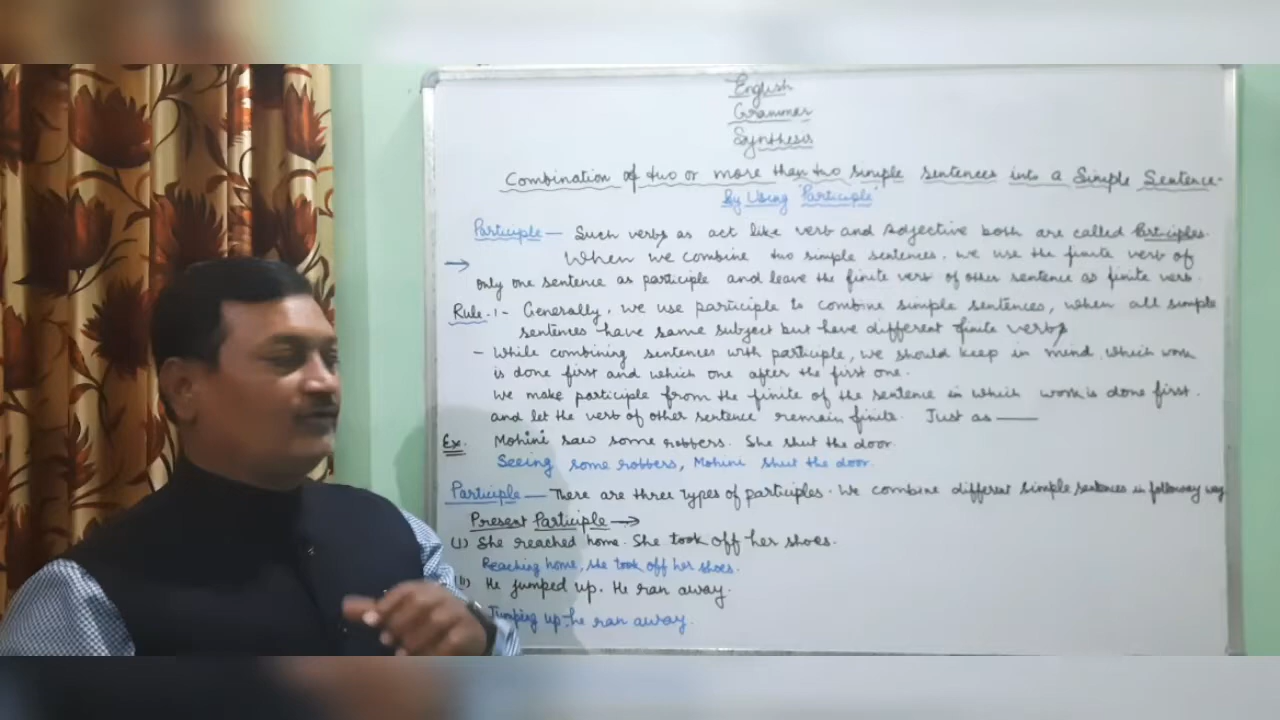 English
Grammer
Synthesis
Combination of two or more than two simple sentences into a Simple Sentence-
By Using 'Participle'
Participle — Such verbs as act like verb and Adjective both are called Participles.
→ When we combine two simple sentences. we use the finite verb of
only one sentence as participle and leave the finite verb of other sentence as finite verb.
Rule.1- Generally, we use participle to combine simple sentences, when all simple
sentences have same subject but have different finite verbs
- While combining sentences with participle, we should keep in mind, which work
is done first and which one after the first one.
We make participle from the finite of the sentence in which work is done first.
and let the verb of other sentence remain finite. Just as —
Ex. Mohini saw some robbers. She shut the door.
Seeing some robbers, Mohini shut the door.
Participle — There are three types of participles. We combine different simple sentences in following way
Present Participle →
(i) She reached home. She took off her shoes.
Reaching home, she took off her shoes.
(ii) He jumped up. He ran away.
Jumping up, he ran away.